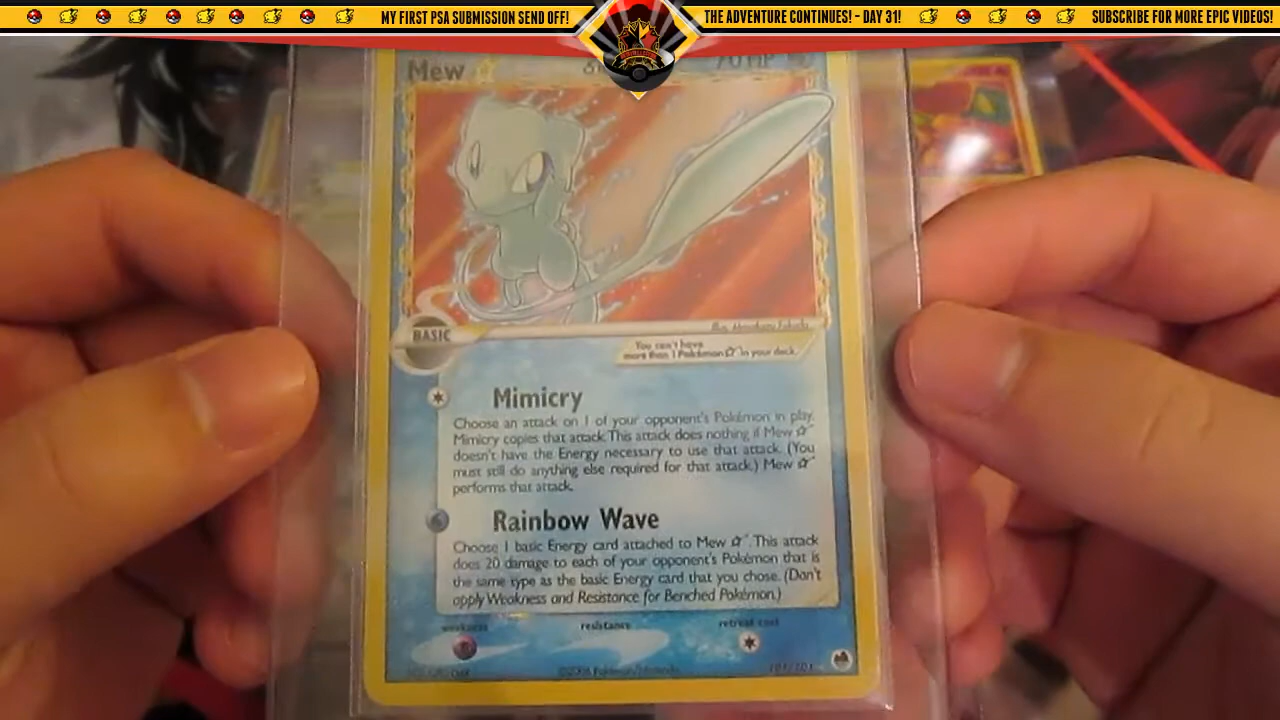 MY FIRST PSA SUBMISSION SEND OFF!
THE ADVENTURE CONTINUES! - DAY 31!
SUBSCRIBE FOR MORE EPIC VIDEOS!
Mew
70 HP
BASIC
You can't have
more than 1 Pokémon ☆ in your deck.
Mimicry
Choose an attack on 1 of your opponent's Pokémon in play.
Mimicry copies that attack. This attack does nothing if Mew ☆
doesn't have the Energy necessary to use that attack. (You
must still do anything else required for that attack.) Mew ☆
performs that attack.
Rainbow Wave
Choose 1 basic Energy card attached to Mew ☆. This attack
does 20 damage to each of your opponent's Pokémon that is
the same type as the basic Energy card that you chose. (Don't
apply Weakness and Resistance for Benched Pokémon.)
weakness
resistance
retreat cost
©2006 Pokémon/Nintendo
101/101